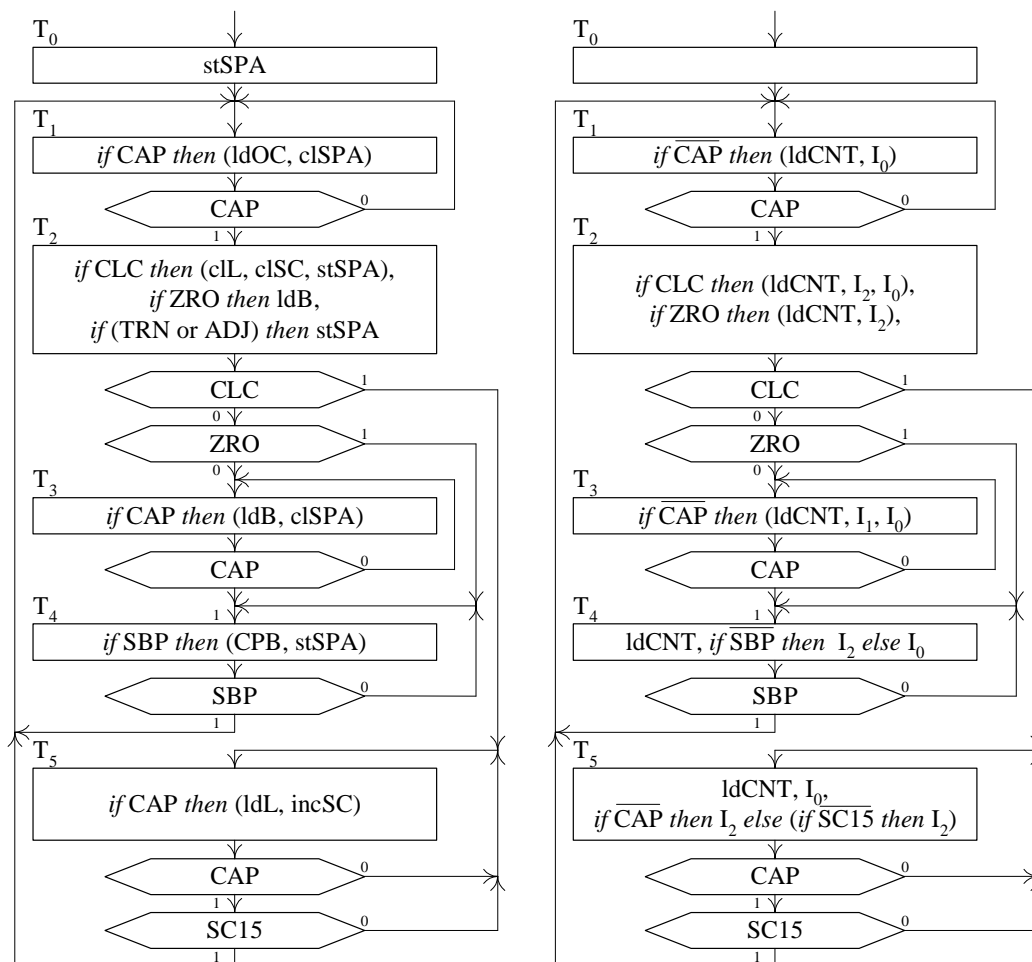 T0
stSPA
T1
if CAP then (ldOC, clSPA)
CAP
0
1
T2
if CLC then (clL, clSC, stSPA),
if ZRO then ldB,
if (TRN or ADJ) then stSPA
CLC
1
0
ZRO
1
0
T3
if CAP then (ldB, clSPA)
CAP
0
1
T4
if SBP then (CPB, stSPA)
SBP
0
1
T5
if CAP then (ldL, incSC)
CAP
0
1
SC15
0
1
T0
T1
if C̅A̅P̅ then (ldCNT, I0)
CAP
0
1
T2
if CLC then (ldCNT, I2, I0),
if ZRO then (ldCNT, I2),
CLC
1
0
ZRO
1
0
T3
if C̅A̅P̅ then (ldCNT, I1, I0)
CAP
0
1
T4
ldCNT, if S̅B̅P̅ then I2 else I0
SBP
0
1
T5
ldCNT, I0,
if C̅A̅P̅ then I2 else (if S̅C̅1̅5̅ then I2)
CAP
0
1
SC15
0
1